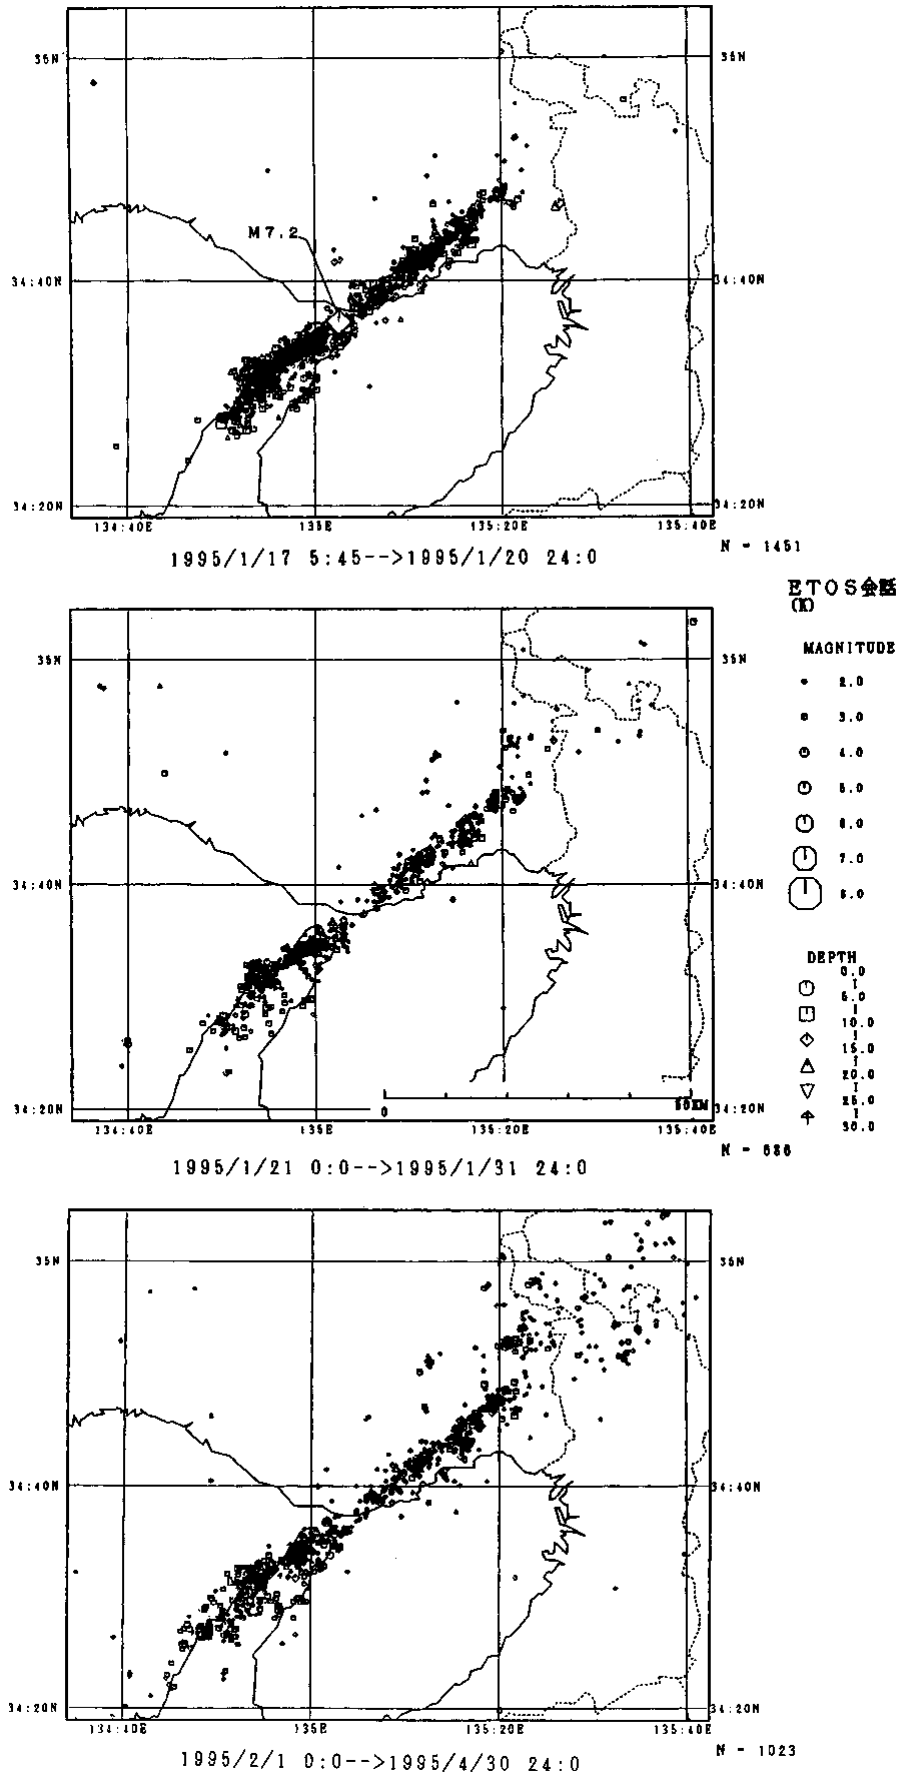 35N
35N
M7.2
34:40N
34:40N
34:20N
34:20N
134:40E
135E
135:20E
135:40E
1995/1/17 5:45-->1995/1/20 24:0
N = 1451
ETOS会話
(K)
MAGNITUDE
2.0
3.0
4.0
5.0
6.0
7.0
8.0
DEPTH
0.0
5.0
10.0
15.0
20.0
25.0
30.0
35N
35N
34:40N
34:40N
34:20N
34:20N
0
134:40E
135E
135:20E
135:40E
1995/1/21 0:0-->1995/1/31 24:0
35N
35N
34:40N
34:40N
34:20N
34:20N
134:40E
135E
135:20E
135:40E
1995/2/1 0:0-->1995/4/30 24:0
N = 1023